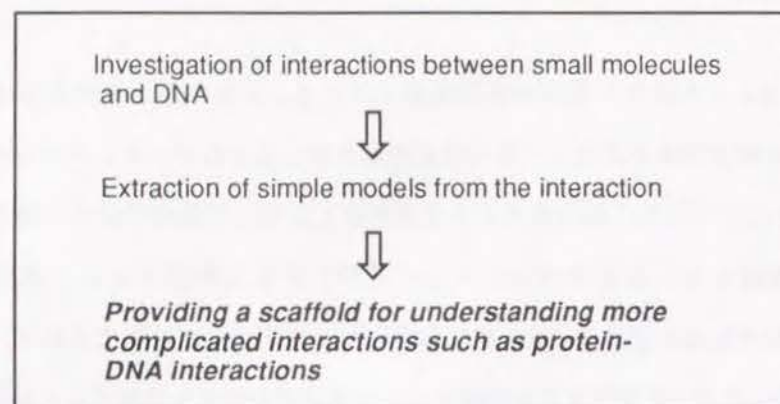 Investigation of interactions between small molecules
and DNA
Extraction of simple models from the interaction
Providing a scaffold for understanding more
complicated interactions such as protein-
DNA interactions